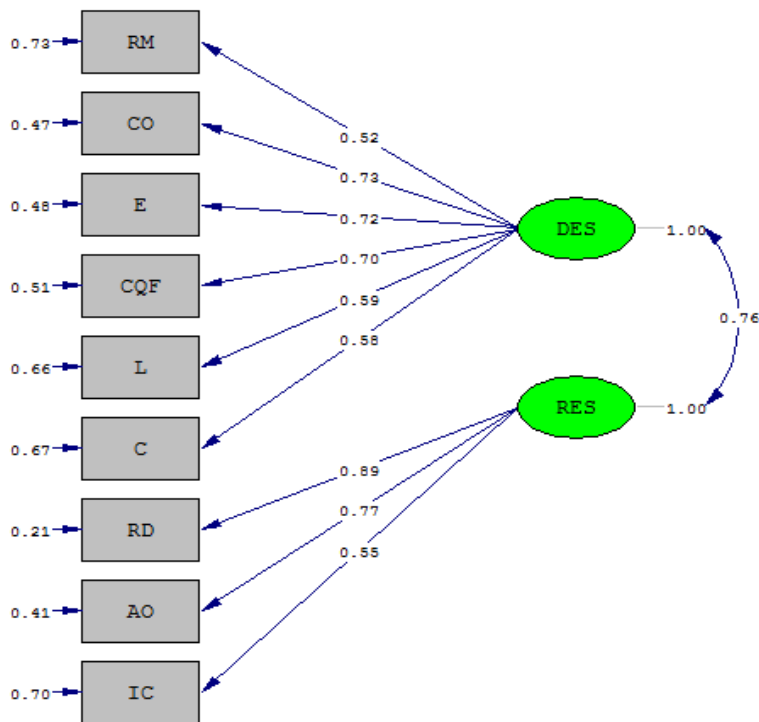 0.73 RM
0.52
0.47 CO
0.73
0.48 E
0.72
DES 1.00
0.51 CQF
0.70
0.76
0.66 L
0.59
0.58
RES 1.00
0.67 C
0.89
0.21 RD
0.77
0.55
0.41 AO
0.70 IC